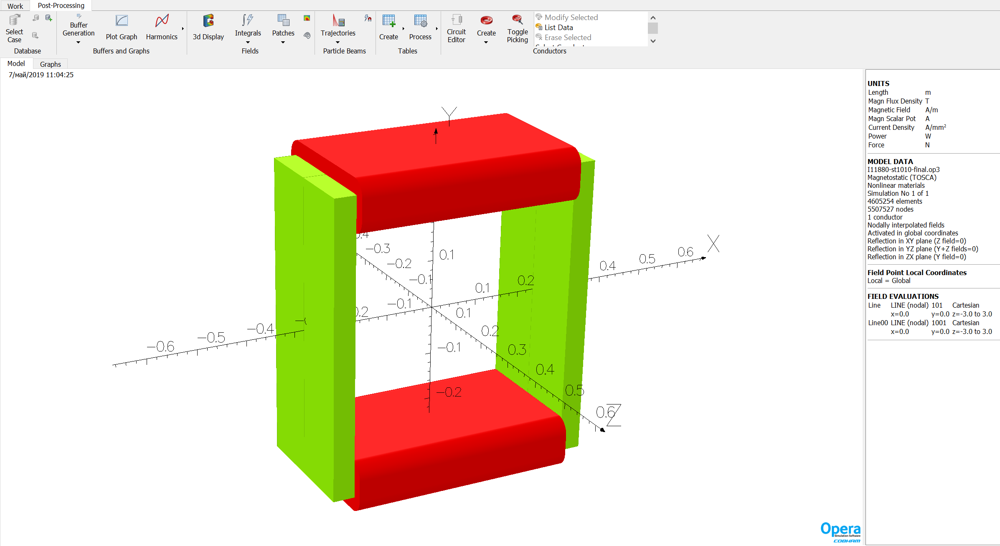 Work
Post-Processing
Select Case
Database
Buffer Generation
Plot Graph
Harmonics
Buffers and Graphs
3d Display
Integrals
Patches
Fields
Trajectories
Particle Beams
Create
Process
Tables
Circuit Editor
Create
Toggle Picking
Modify Selected
List Data
Erase Selected
Conductors
Model
Graphs
7/май/2019 11:04:25
Y
X
Z
−0.3
−0.2
−0.1
0.1
0.1
0.2
0.4
0.5
0.6
−0.1
−0.4
−0.5
−0.6
0.1
0.2
0.3
0.4
0.5
0.6
−0.1
−0.2
UNITS
Length m
Magn Flux Density T
Magnetic Field A/m
Magn Scalar Pot A
Current Density A/mm²
Power W
Force N
MODEL DATA
I11880-st1010-final.op3
Magnetostatic (TOSCA)
Nonlinear materials
Simulation No 1 of 1
4605254 elements
5507527 nodes
1 conductor
Nodally interpolated fields
Activated in global coordinates
Reflection in XY plane (Z field=0)
Reflection in YZ plane (Y+Z fields=0)
Reflection in ZX plane (Y field=0)
Field Point Local Coordinates
Local = Global
FIELD EVALUATIONS
Line LINE (nodal) 101 Cartesian
x=0.0 y=0.0 z=-3.0 to 3.0
Line00 LINE (nodal) 1001 Cartesian
x=0.0 y=0.0 z=-3.0 to 3.0
Opera
Simulation Software
COBHAM